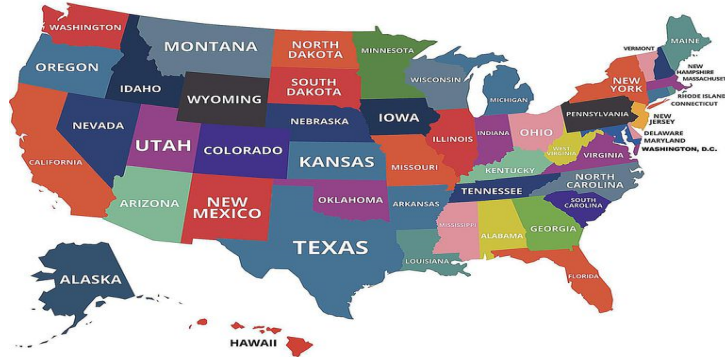 WASHINGTON
OREGON
CALIFORNIA
IDAHO
NEVADA
MONTANA
WYOMING
UTAH
ARIZONA
COLORADO
NEW
MEXICO
NORTH
DAKOTA
SOUTH
DAKOTA
NEBRASKA
KANSAS
OKLAHOMA
TEXAS
MINNESOTA
IOWA
MISSOURI
ARKANSAS
LOUISIANA
WISCONSIN
ILLINOIS
MICHIGAN
INDIANA
OHIO
KENTUCKY
TENNESSEE
MISSISSIPPI
ALABAMA
GEORGIA
FLORIDA
SOUTH
CAROLINA
NORTH
CAROLINA
VIRGINIA
WEST
VIRGINIA
PENNSYLVANIA
NEW
YORK
VERMONT
MAINE
NEW
HAMPSHIRE
MASSACHUSET
RHODE ISLAND
CONNECTICUT
NEW
JERSEY
DELAWARE
MARYLAND
WASHINGTON, D.C.
ALASKA
HAWAII